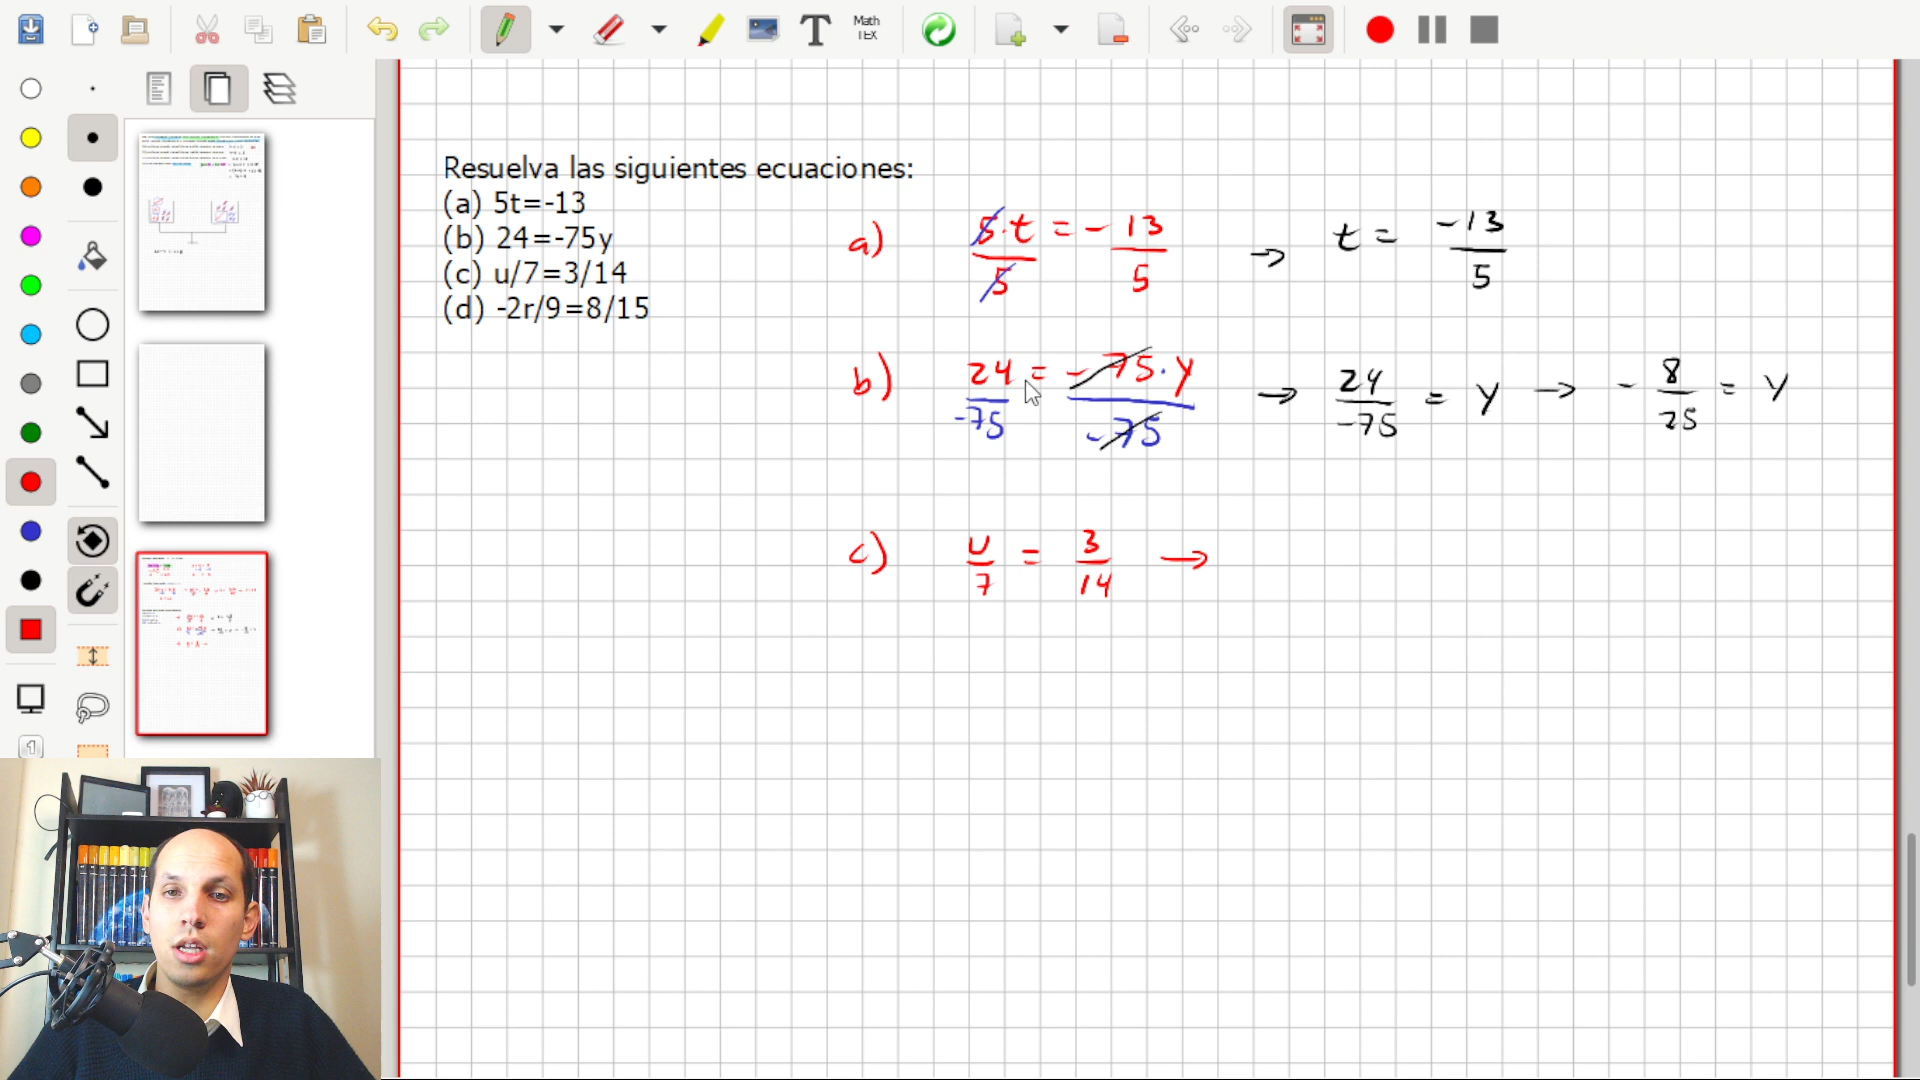 Math
TEX
Resuelva las siguientes ecuaciones:
(a) 5t=-13
(b) 24=-75y
(c) u/7=3/14
(d) -2r/9=8/15
a) 5·t/5 = -13/5 → t = -13/5
b) 24/-75 = -75·y/-75 → 24/-75 = y → -8/25 = y
c) u/7 = 3/14 →
1